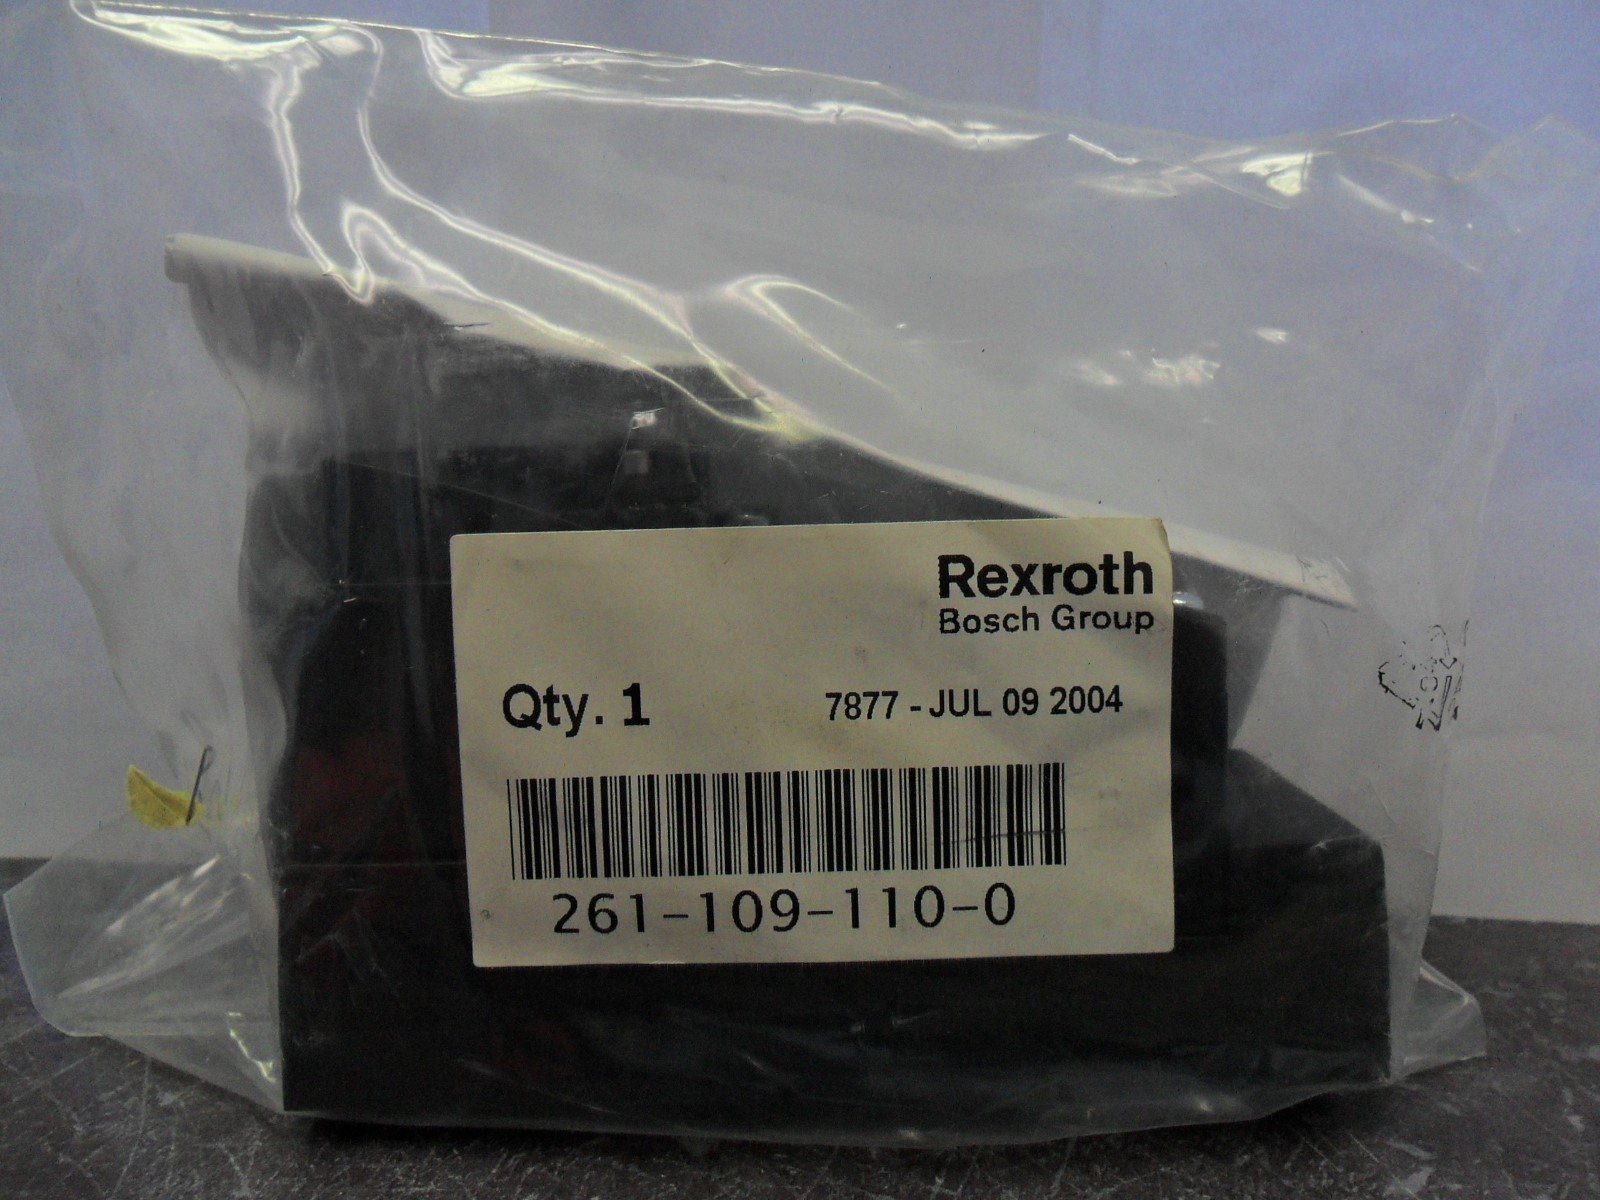 Rexroth
Bosch Group
Qty. 1
7877 - JUL 09 2004
261-109-110-0